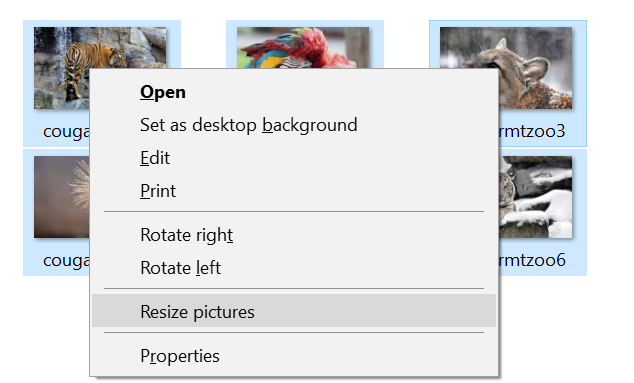 couga
rmtzoo3
Open
Set as desktop background
Edit
Print
Rotate right
Rotate left
Resize pictures
Properties
couga
rmtzoo6